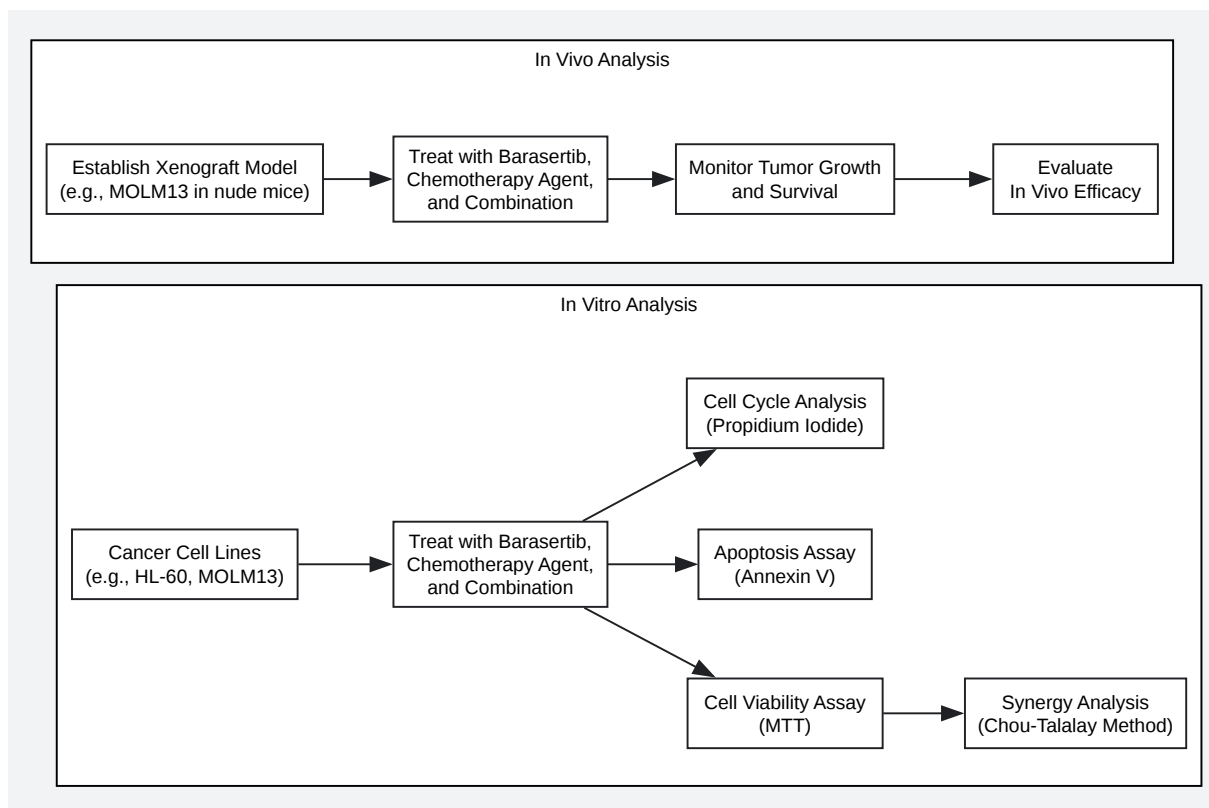 In Vivo Analysis
Establish Xenograft Model
(e.g., MOLM13 in nude mice)
Treat with Barasertib,
Chemotherapy Agent,
and Combination
Monitor Tumor Growth
and Survival
Evaluate
In Vivo Efficacy
In Vitro Analysis
Cancer Cell Lines
(e.g., HL-60, MOLM13)
Treat with Barasertib,
Chemotherapy Agent,
and Combination
Cell Cycle Analysis
(Propidium Iodide)
Apoptosis Assay
(Annexin V)
Cell Viability Assay
(MTT)
Synergy Analysis
(Chou-Talalay Method)